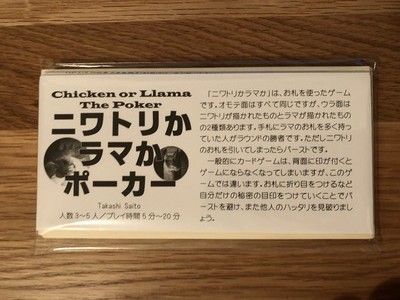 Chicken or Llama
The Poker
ニワトリか
ラマか
ポーカー
Takashi Saito
人数3~5人/プレイ時間5分~20分
「ニワトリかラマか」は、お札を使ったゲーム
です。オモテ面はすべて同じですが、ウラ面は
ニワトリが描かれたものとラマが描かれたもの
の2種類あります。手札にラマのお札を多く持っ
ていた人がラウンドの勝者です。ただしニワトリ
のお札を引いてしまったらバーストです。
一般的にカードゲームは、背面に印が付くと
ゲームにならなくなってしまいますが、このゲー
ムでは違います。お札に折り目をつけるなど
自分だけの秘密の目印をつけていくことでバ
ーストを避け、また他人のハッタリを見破りまし
ょう。